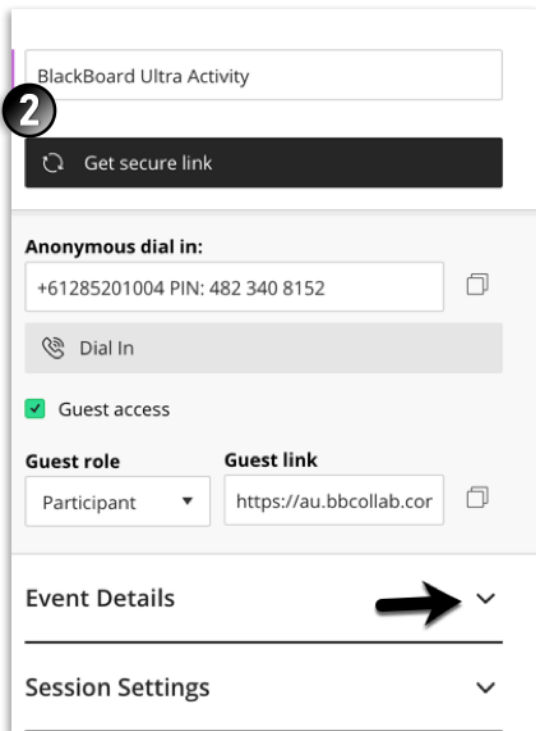 BlackBoard Ultra Activity
2
Get secure link
Anonymous dial in:
+61285201004 PIN: 482 340 8152
Dial In
Guest access
Guest role Guest link
Participant https://au.bbcollab.cor
Event Details
Session Settings